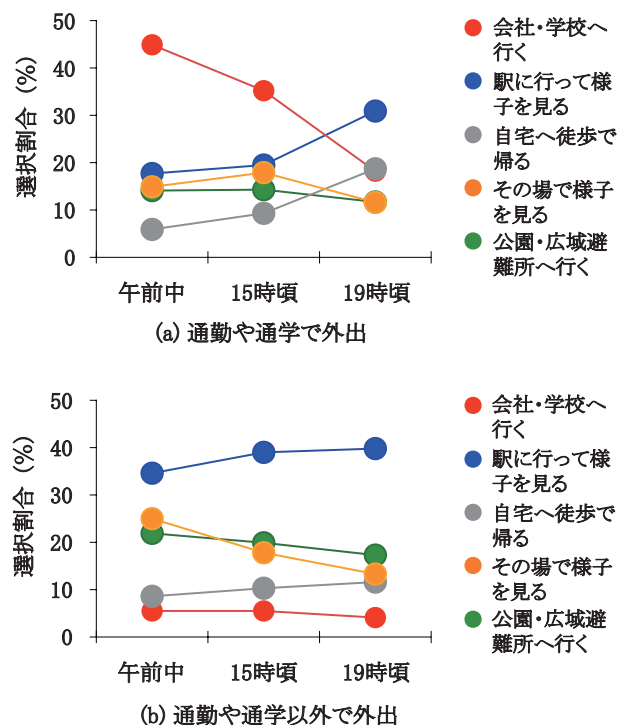 50
40
30
20
10
0
選択割合（%）
午前中
15時頃
19時頃
会社・学校へ
行く
駅に行って様
子を見る
自宅へ徒歩で
帰る
その場で様子
を見る
公園・広域避
難所へ行く
(a) 通勤や通学で外出
50
40
30
20
10
0
選択割合（%）
午前中
15時頃
19時頃
会社・学校へ
行く
駅に行って様
子を見る
自宅へ徒歩で
帰る
その場で様子
を見る
公園・広域避
難所へ行く
(b) 通勤や通学以外で外出